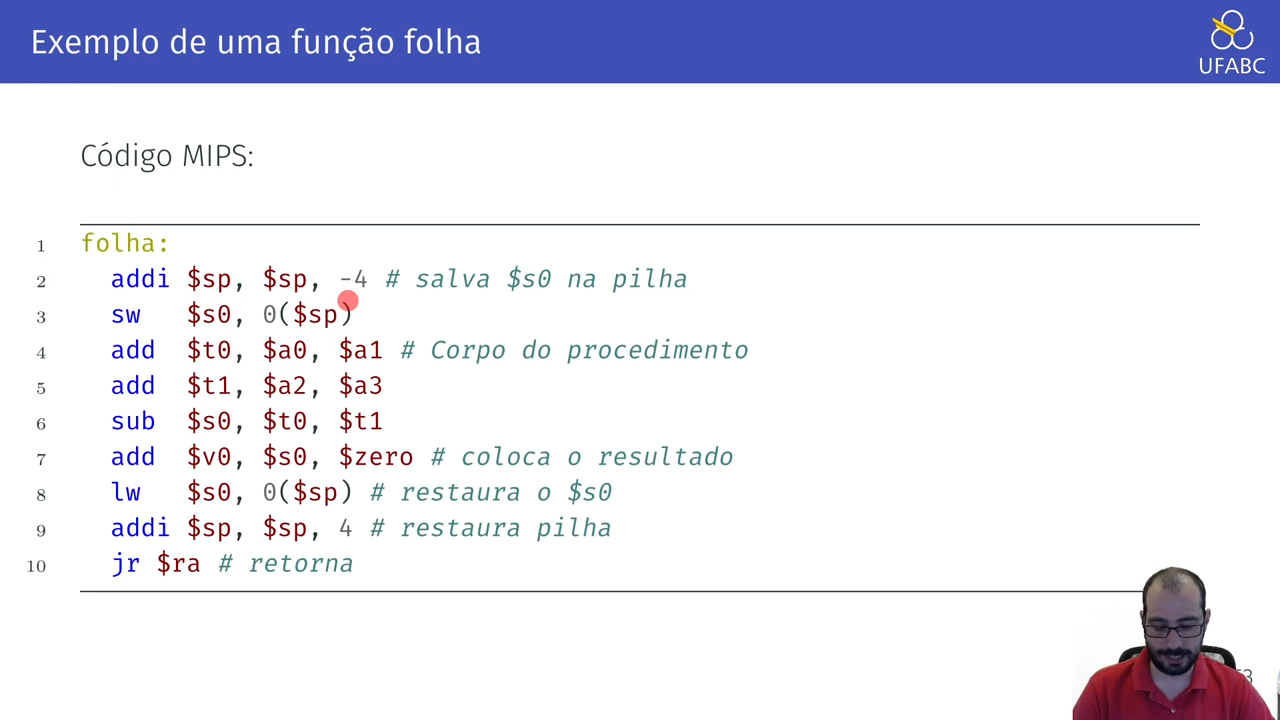 Exemplo de uma função folha
UFABC
Código MIPS:
1 folha:
2 addi $sp, $sp, -4 # salva $s0 na pilha
3 sw $s0, 0($sp)
4 add $t0, $a0, $a1 # Corpo do procedimento
5 add $t1, $a2, $a3
6 sub $s0, $t0, $t1
7 add $v0, $s0, $zero # coloca o resultado
8 lw $s0, 0($sp) # restaura o $s0
9 addi $sp, $sp, 4 # restaura pilha
10 jr $ra # retorna